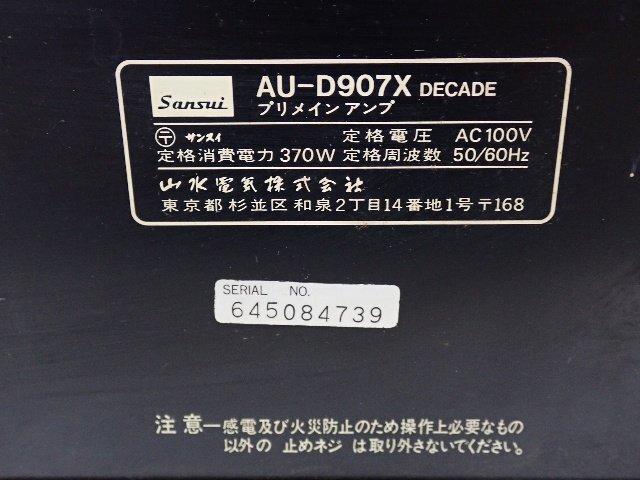 Sansui
AU-D907X DECADE
プリメインアンプ
〒 サンスイ 定格電圧 AC100V
定格消費電力 370W 定格周波数 50/60Hz
山水電気株式会社
東京都杉並区和泉2丁目14番地1号〒168
SERIAL NO.
645084739
注意—感電及び火災防止のため操作上必要なもの
以外の 止めネジ は取り外さないでください。